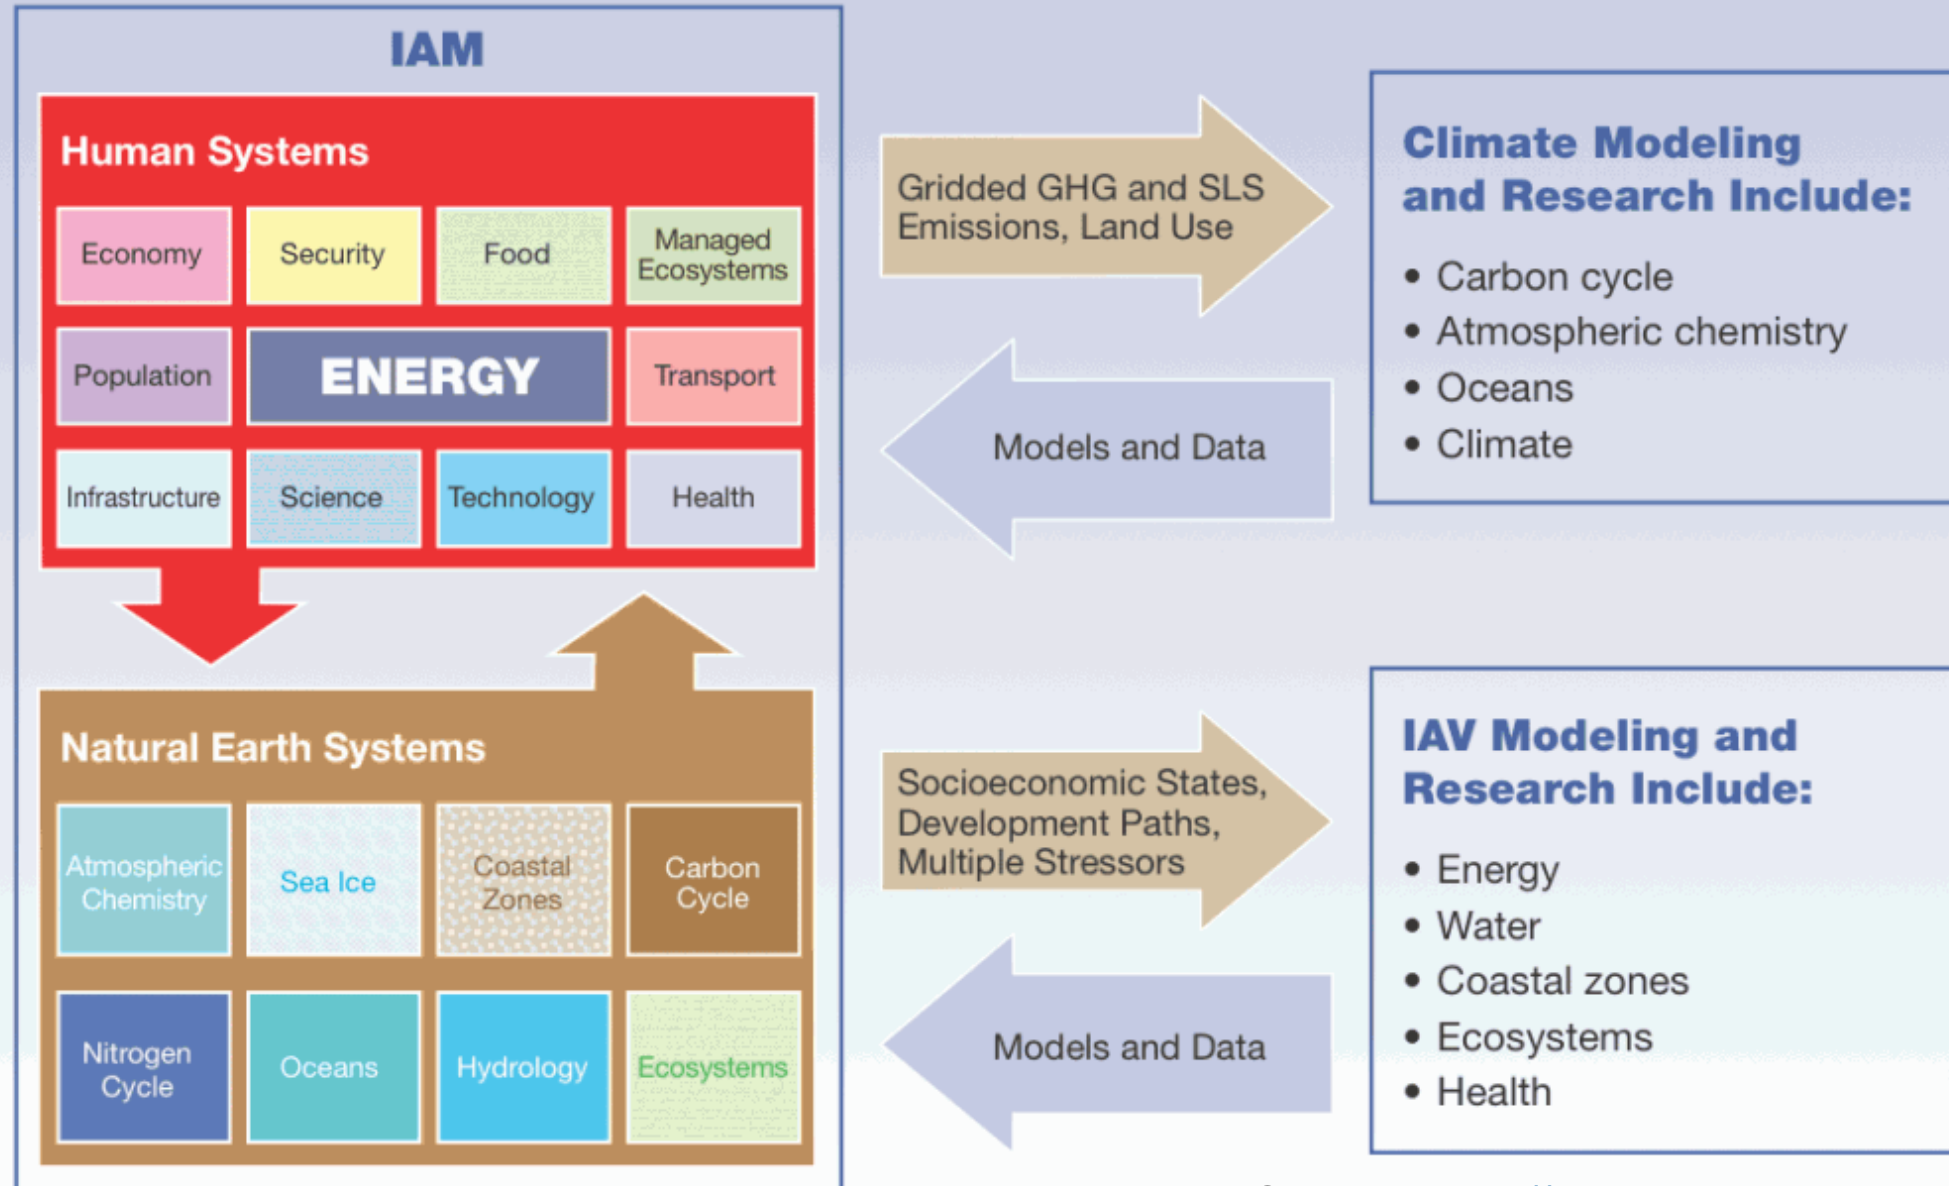 IAM
Human Systems
Economy
Security
Food
Managed
Ecosystems
Population
ENERGY
Transport
Infrastructure
Science
Technology
Health
Natural Earth Systems
Atmospheric
Chemistry
Sea Ice
Coastal
Zones
Carbon
Cycle
Nitrogen
Cycle
Oceans
Hydrology
Ecosystems
Gridded GHG and SLS
Emissions, Land Use
Models and Data
Climate Modeling
and Research Include:
• Carbon cycle
• Atmospheric chemistry
• Oceans
• Climate
Socioeconomic States,
Development Paths,
Multiple Stressors
Models and Data
IAV Modeling and
Research Include:
• Energy
• Water
• Coastal zones
• Ecosystems
• Health